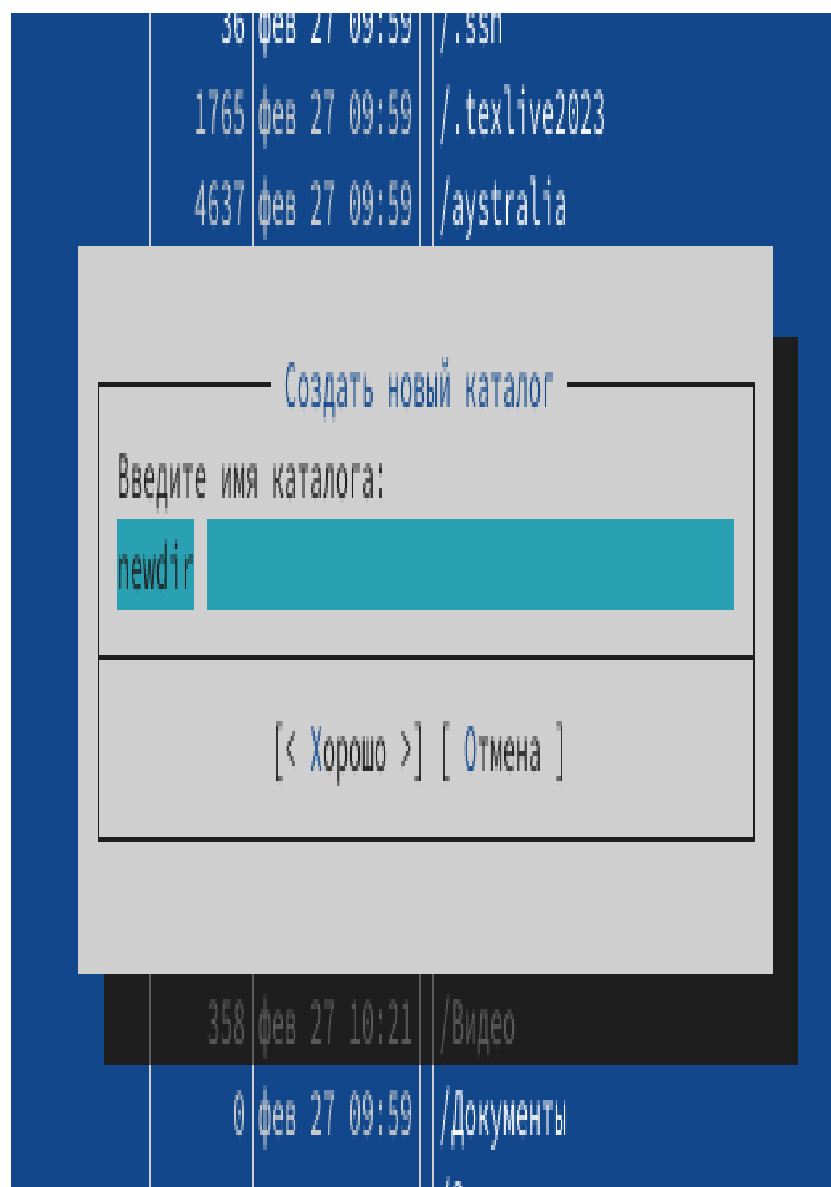 36 фев 27 09:59 /.ssh
1765 фев 27 09:59 /.texlive2023
4637 фев 27 09:59 /aystralia
Создать новый каталог
Введите имя каталога:
newdir
[< Хорошо >] [ Отмена ]
358 фев 27 10:21 /Видео
0 фев 27 09:59 /Документы